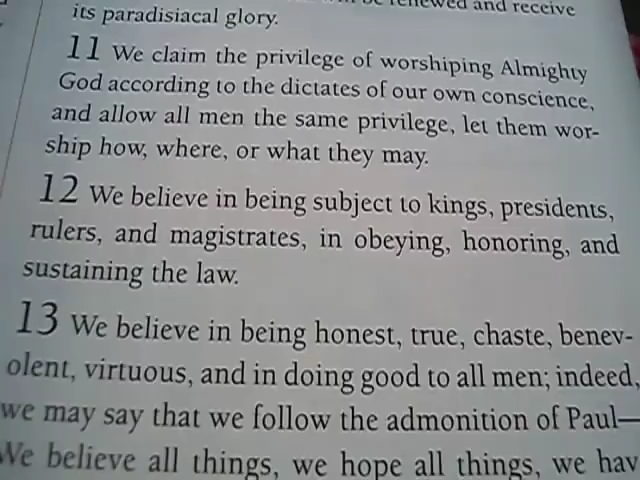 be renewed and receive
its paradisiacal glory.
11 We claim the privilege of worshiping Almighty
God according to the dictates of our own conscience,
and allow all men the same privilege, let them wor-
ship how, where, or what they may.
12 We believe in being subject to kings, presidents,
rulers, and magistrates, in obeying, honoring, and
sustaining the law.
13 We believe in being honest, true, chaste, benev-
olent, virtuous, and in doing good to all men; indeed,
we may say that we follow the admonition of Paul—
We believe all things, we hope all things, we hav